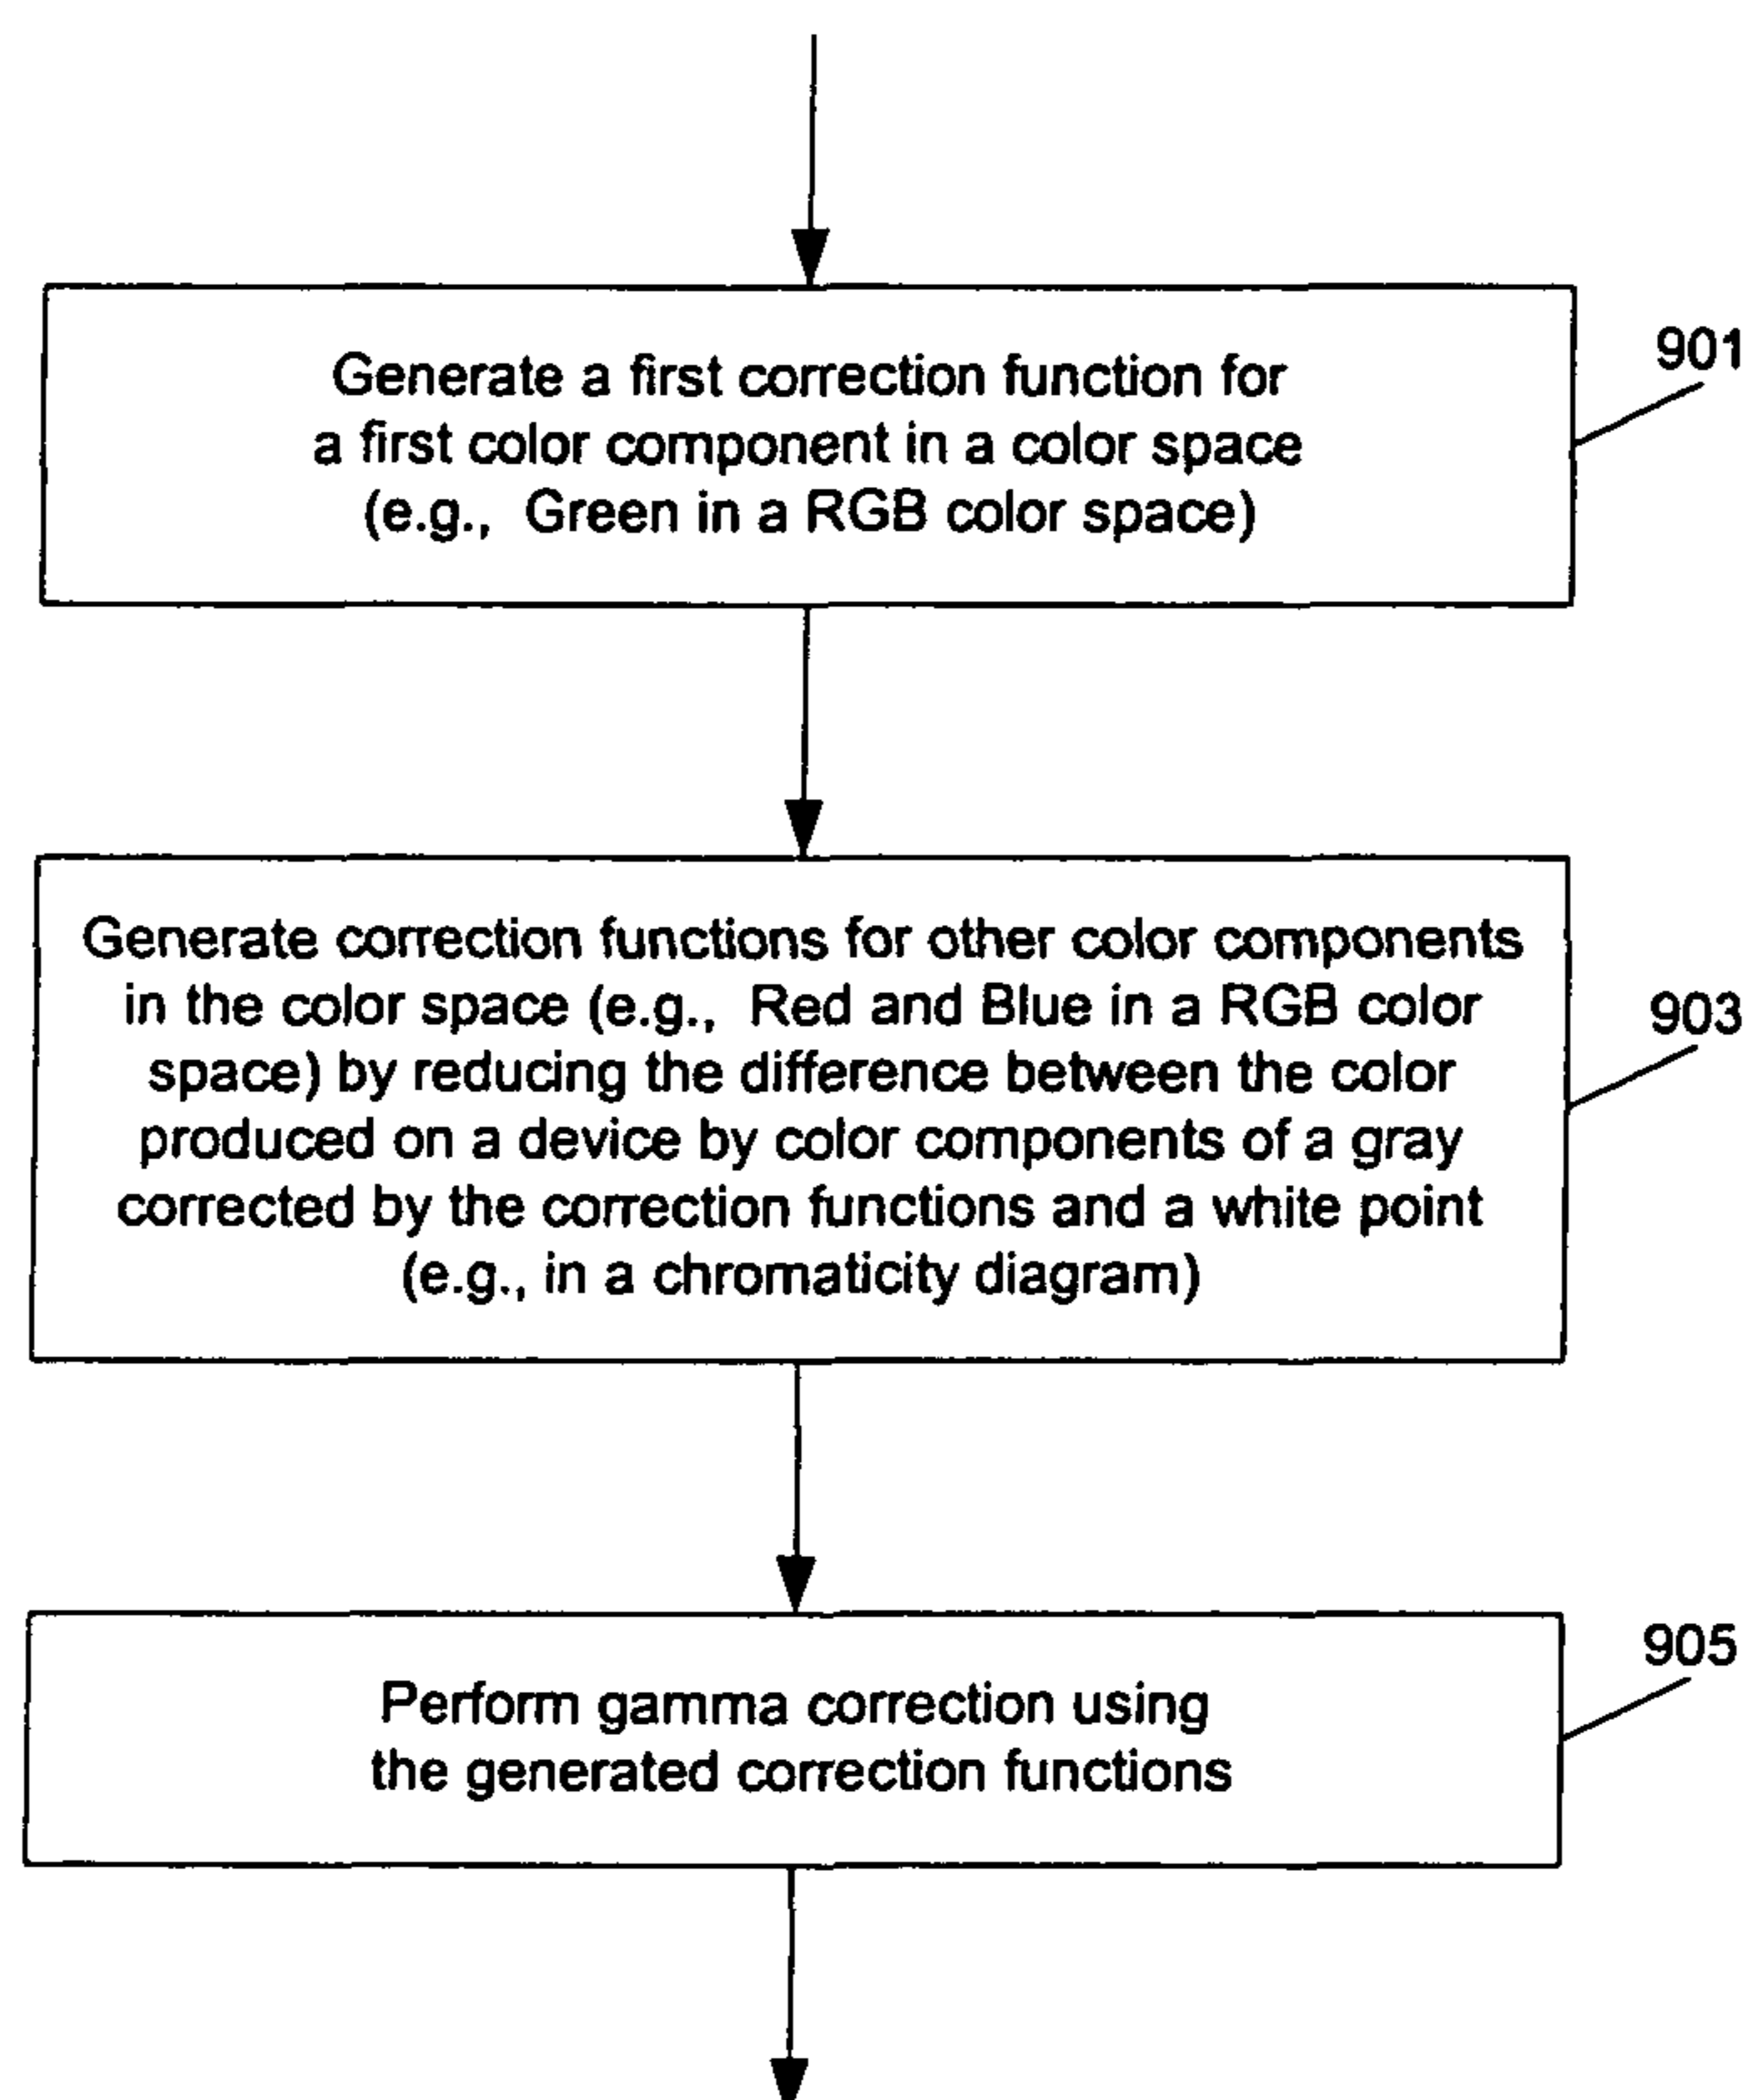 Generate a first correction function for
a first color component in a color space
(e.g., Green in a RGB color space)
901
Generate correction functions for other color components
in the color space (e.g., Red and Blue in a RGB color
space) by reducing the difference between the color
produced on a device by color components of a gray
corrected by the correction functions and a white point
(e.g., in a chromaticity diagram)
903
Perform gamma correction using
the generated correction functions
905